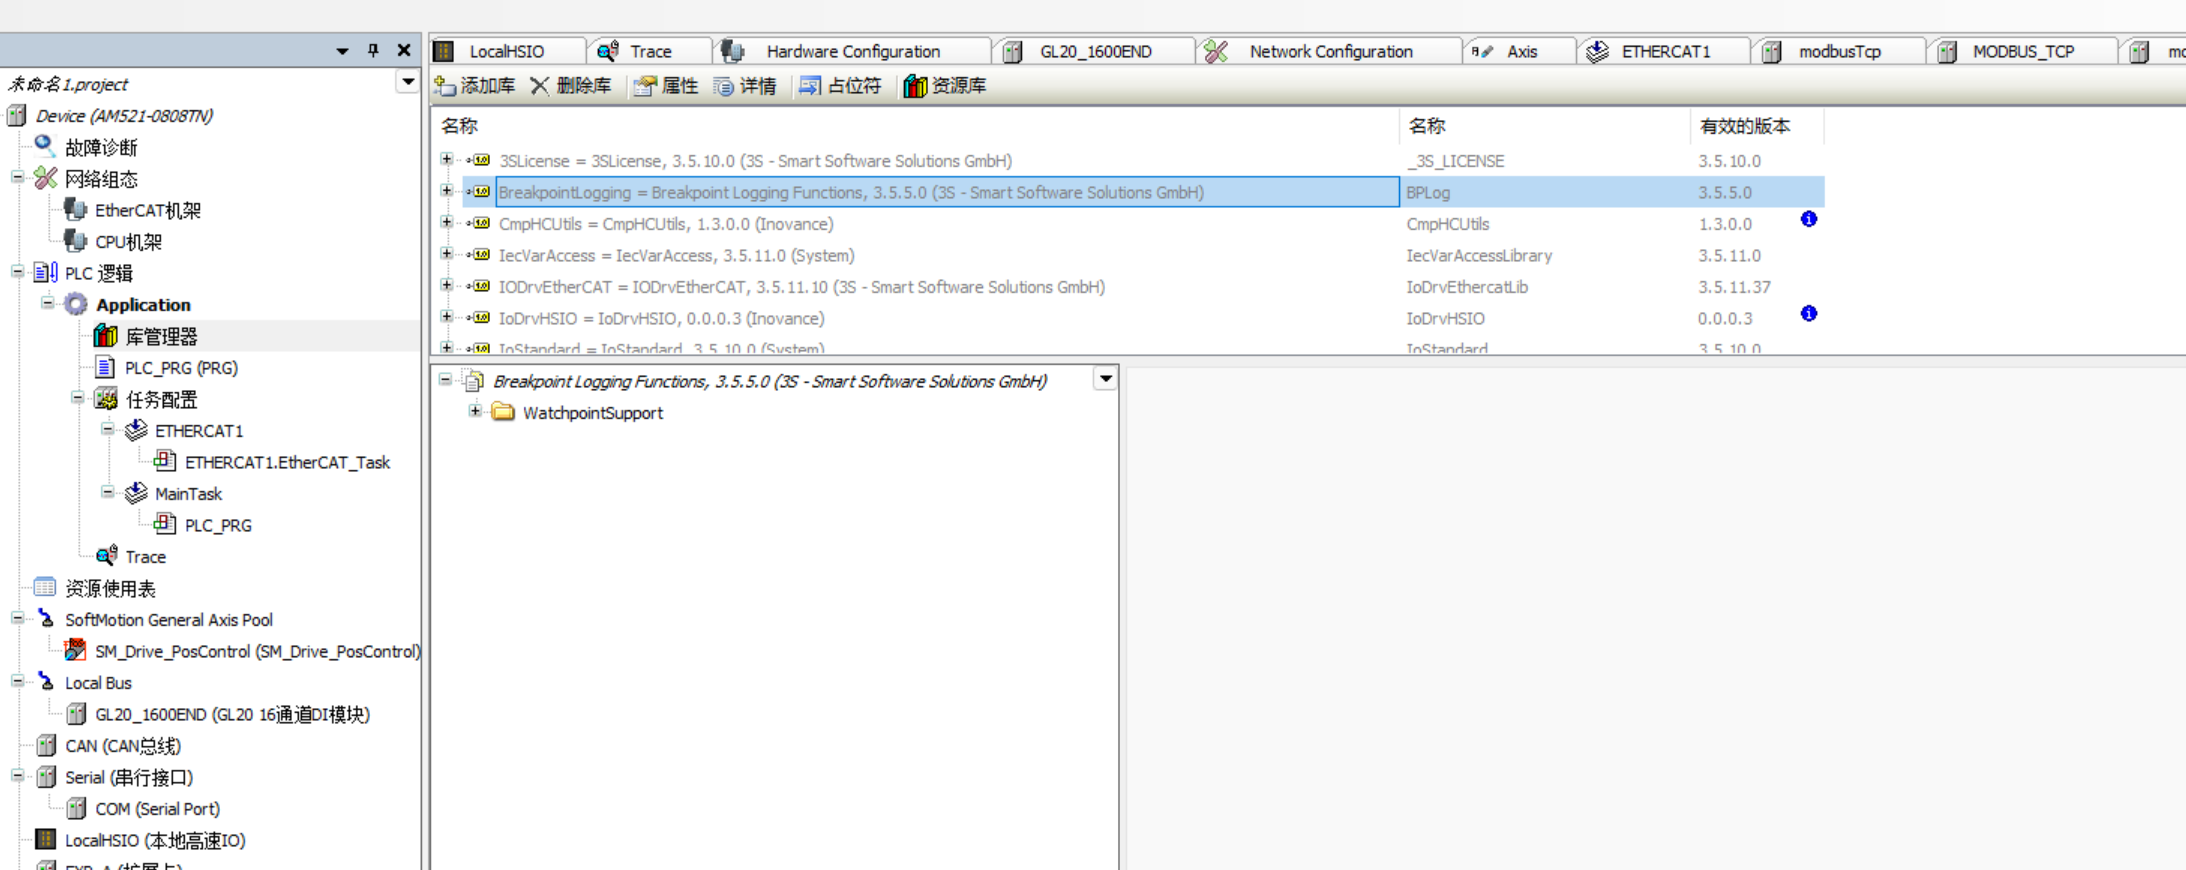 LocalHSIO Trace Hardware Configuration GL20_1600END Network Configuration Axis ETHERCAT1 modbusTcp MODBUS_TCP
未命名1.project
添加库 删除库 属性 详情 占位符 资源库
Device (AM521-0808TN)
故障诊断
网络组态
EtherCAT机架
CPU机架
PLC 逻辑
Application
库管理器
PLC_PRG (PRG)
任务配置
ETHERCAT1
ETHERCAT1.EtherCAT_Task
MainTask
PLC_PRG
Trace
资源使用表
SoftMotion General Axis Pool
SM_Drive_PosControl (SM_Drive_PosControl)
Local Bus
GL20_1600END (GL20 16通道DI模块)
CAN (CAN总线)
Serial (串行接口)
COM (Serial Port)
LocalHSIO (本地高速IO)
名称 名称 有效的版本
3SLicense = 3SLicense, 3.5.10.0 (3S - Smart Software Solutions GmbH) _3S_LICENSE 3.5.10.0
BreakpointLogging = Breakpoint Logging Functions, 3.5.5.0 (3S - Smart Software Solutions GmbH) BPLog 3.5.5.0
CmpHCUtils = CmpHCUtils, 1.3.0.0 (Inovance) CmpHCUtils 1.3.0.0
IecVarAccess = IecVarAccess, 3.5.11.0 (System) IecVarAccessLibrary 3.5.11.0
IODrvEtherCAT = IODrvEtherCAT, 3.5.11.10 (3S - Smart Software Solutions GmbH) IoDrvEthercatLib 3.5.11.37
IoDrvHSIO = IoDrvHSIO, 0.0.0.3 (Inovance) IoDrvHSIO 0.0.0.3
IoStandard = IoStandard, 3.5.10.0 (System) IoStandard 3.5.10.0
Breakpoint Logging Functions, 3.5.5.0 (3S - Smart Software Solutions GmbH)
WatchpointSupport